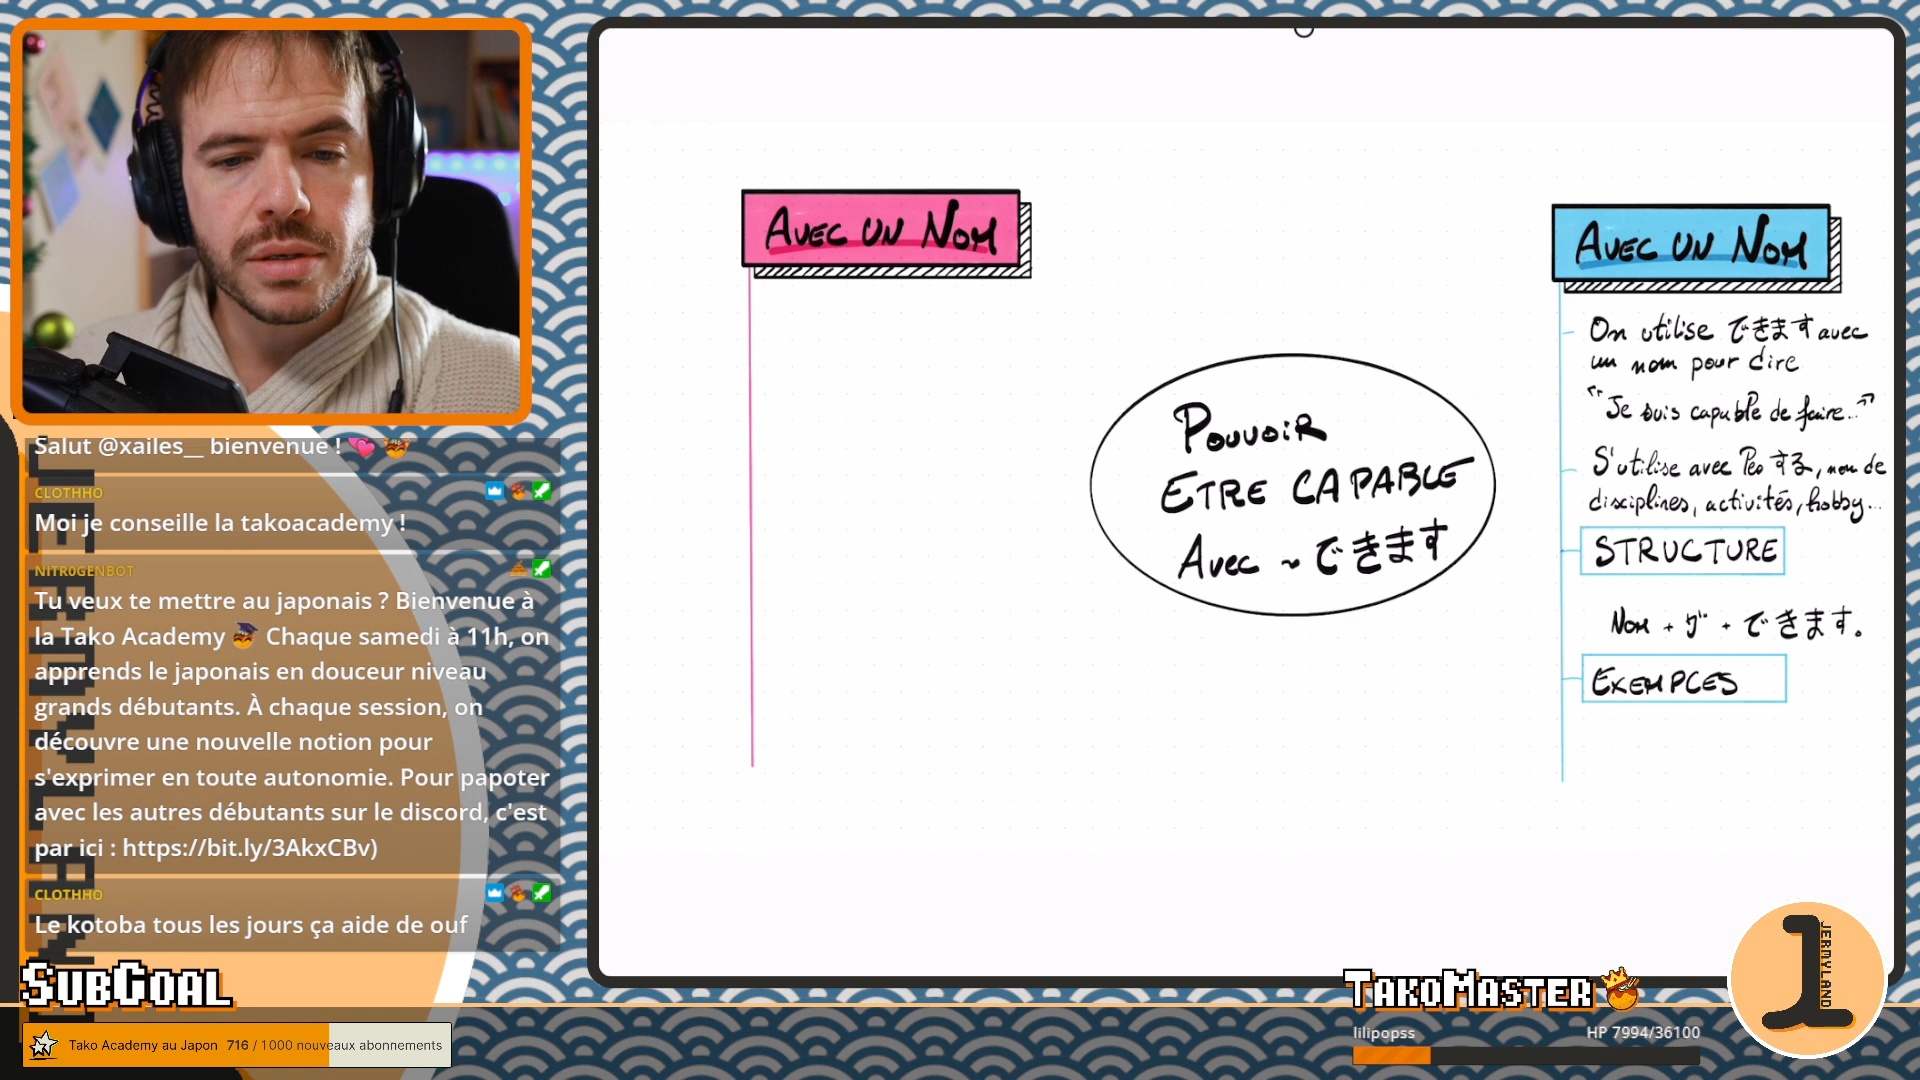 Salut @xailes__ bienvenue !
CLOTHHO
Moi je conseille la takoacademy !
NITR0GENBOT
Tu veux te mettre au japonais ? Bienvenue à
la Tako Academy Chaque samedi à 11h, on
apprends le japonais en douceur niveau
grands débutants. À chaque session, on
découvre une nouvelle notion pour
s'exprimer en toute autonomie. Pour papoter
avec les autres débutants sur le discord, c'est
par ici : https://bit.ly/3AkxCBv)
CLOTHHO
Le kotoba tous les jours ça aide de ouf
SUBGOAL
Tako Academy au Japon 716 / 1000 nouveaux abonnements
AVEC UN NOM
POUVOIR
ETRE CAPABLE
AVEC ~できます
AVEC UN NOM
On utilise できます avec
un nom pour dire
"Je suis capable de faire..."
S'utilise avec する, nom de
disciplines, activités, hobby...
STRUCTURE
NOM + が + できます。
EXEMPLES
TAKOMASTER
lilipopss HP 7994/36100
JERMYLAND